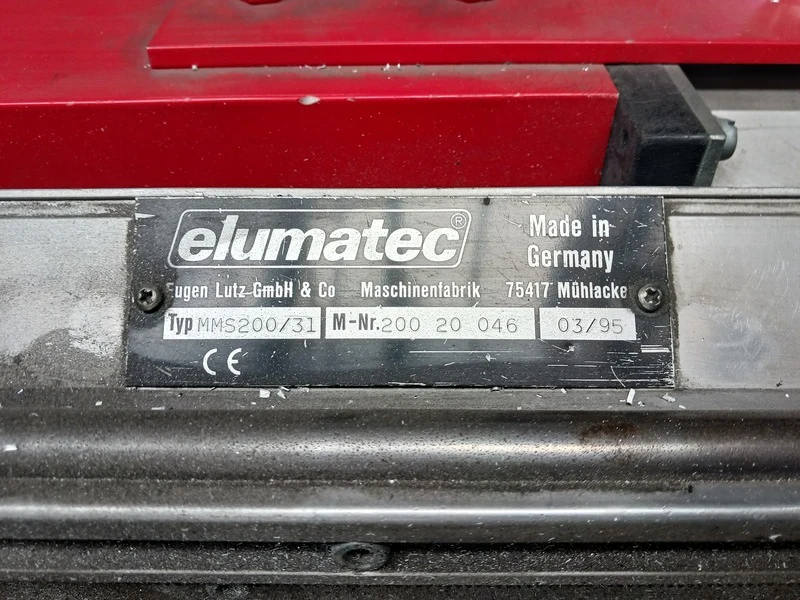 elumatec®
Made in
Germany
Eugen Lutz GmbH & Co Maschinenfabrik 75417 Mühlacke
Typ MMS200/31 M-Nr. 200 20 046 03/95
CE